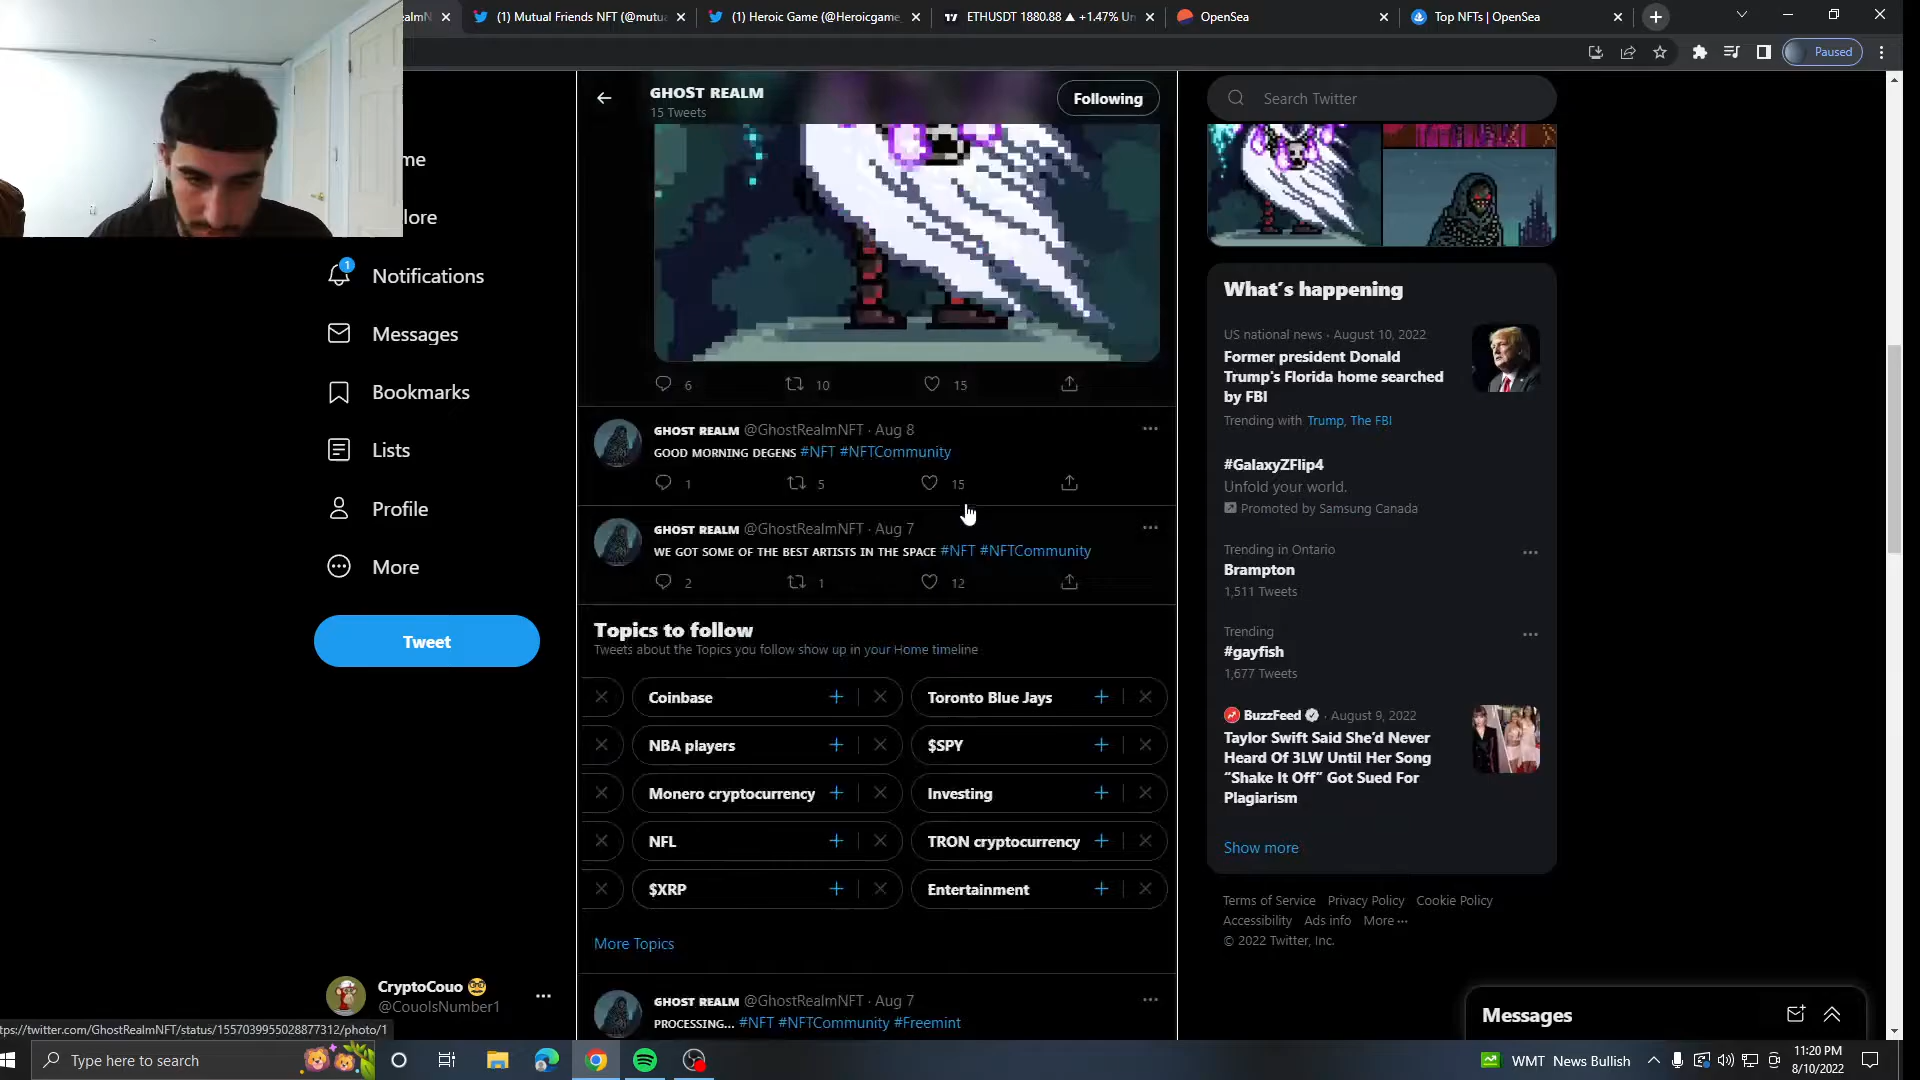 ealmN
(1) Mutual Friends NFT (@mutu
(1) Heroic Game (@Heroicgame_
ETHUSDT 1880.88 ▲ +1.47% Un
OpenSea
Top NFTs | OpenSea
Paused
GHOST REALM
15 Tweets
Following
Search Twitter
me
lore
1
Notifications
Messages
Bookmarks
Lists
Profile
More
Tweet
CryptoCouo
@CouoIsNumber1
6 10 15
GHOST REALM @GhostRealmNFT · Aug 8
GOOD MORNING DEGENS #NFT #NFTCommunity
1 5 15
GHOST REALM @GhostRealmNFT · Aug 7
WE GOT SOME OF THE BEST ARTISTS IN THE SPACE #NFT #NFTCommunity
2 1 12
Topics to follow
Tweets about the Topics you follow show up in your Home timeline
Coinbase
Toronto Blue Jays
NBA players
$SPY
Monero cryptocurrency
Investing
NFL
TRON cryptocurrency
$XRP
Entertainment
More Topics
GHOST REALM @GhostRealmNFT · Aug 7
PROCESSING... #NFT #NFTCommunity #Freemint
What's happening
US national news · August 10, 2022
Former president Donald
Trump's Florida home searched
by FBI
Trending with Trump, The FBI
#GalaxyZFlip4
Unfold your world.
Promoted by Samsung Canada
Trending in Ontario
Brampton
1,511 Tweets
Trending
#gayfish
1,677 Tweets
BuzzFeed · August 9, 2022
Taylor Swift Said She'd Never
Heard Of 3LW Until Her Song
"Shake It Off" Got Sued For
Plagiarism
Show more
Terms of Service Privacy Policy Cookie Policy
Accessibility Ads info More ···
© 2022 Twitter, Inc.
Messages
tps://twitter.com/GhostRealmNFT/status/1557039955028877312/photo/1
Type here to search
WMT News Bullish
11:20 PM
8/10/2022